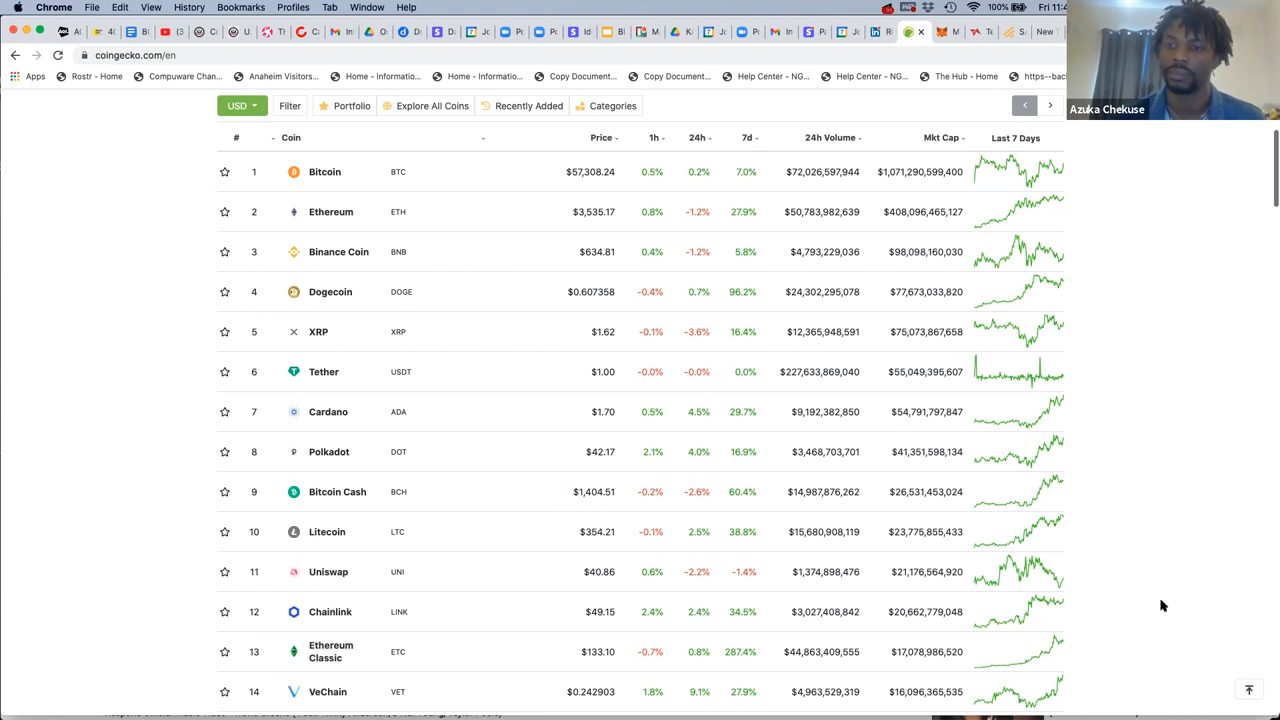 Chrome File Edit View History Bookmarks Profiles Tab Window Help 100% Fri 11:4
coingecko.com/en
Apps Rostr - Home Compuware Chan... Anaheim Visitors... Home - Informatio... Home - Informatio... Copy Document... Copy Document... Help Center - NG... Help Center - NG... The Hub - Home https--bac
Azuka Chekuse
USD Filter Portfolio Explore All Coins Recently Added Categories
# Coin Price 1h 24h 7d 24h Volume Mkt Cap Last 7 Days
1 Bitcoin BTC $57,308.24 0.5% 0.2% 7.0% $72,026,597,944 $1,071,290,599,400
2 Ethereum ETH $3,535.17 0.8% -1.2% 27.9% $50,783,982,639 $408,096,465,127
3 Binance Coin BNB $634.81 0.4% -1.2% 5.8% $4,793,229,036 $98,098,160,030
4 Dogecoin DOGE $0.607358 -0.4% 0.7% 96.2% $24,302,295,078 $77,673,033,820
5 XRP XRP $1.62 -0.1% -3.6% 16.4% $12,365,948,591 $75,073,867,658
6 Tether USDT $1.00 -0.0% -0.0% 0.0% $227,633,869,040 $55,049,395,607
7 Cardano ADA $1.70 0.5% 4.5% 29.7% $9,192,382,850 $54,791,797,847
8 Polkadot DOT $42.17 2.1% 4.0% 16.9% $3,468,703,701 $41,351,598,134
9 Bitcoin Cash BCH $1,404.51 -0.2% -2.6% 60.4% $14,987,876,262 $26,531,453,024
10 Litecoin LTC $354.21 -0.1% 2.5% 38.8% $15,680,908,119 $23,775,855,433
11 Uniswap UNI $40.86 0.6% -2.2% -1.4% $1,374,898,476 $21,176,564,920
12 Chainlink LINK $49.15 2.4% 2.4% 34.5% $3,027,408,842 $20,662,779,048
13 Ethereum Classic ETC $133.10 -0.7% 0.8% 287.4% $44,863,409,555 $17,078,986,520
14 VeChain VET $0.242903 1.8% 9.1% 27.9% $4,963,529,319 $16,096,365,535